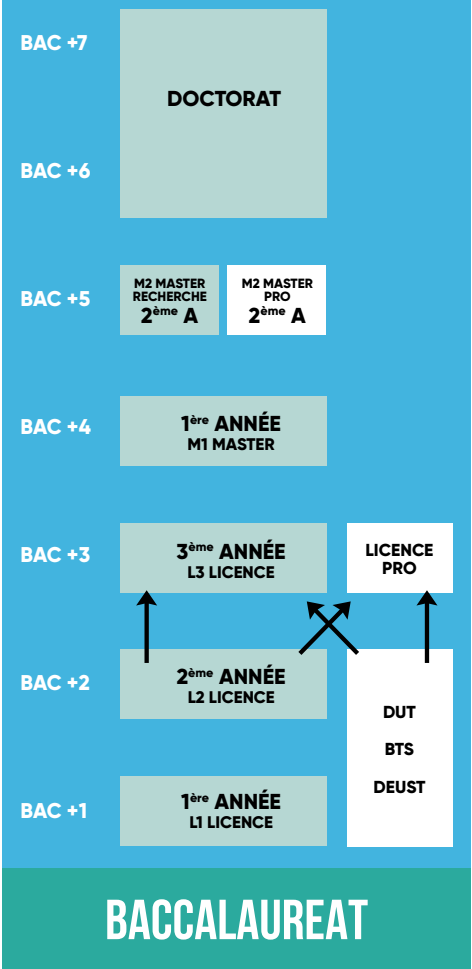 BAC +7
DOCTORAT
BAC +6
BAC +5
M2 MASTER
RECHERCHE
2ème A
M2 MASTER
PRO
2ème A
BAC +4
1ère ANNÉE
M1 MASTER
BAC +3
3ème ANNÉE
L3 LICENCE
LICENCE
PRO
BAC +2
2ème ANNÉE
L2 LICENCE
DUT
BTS
DEUST
BAC +1
1ère ANNÉE
L1 LICENCE
BACCALAUREAT